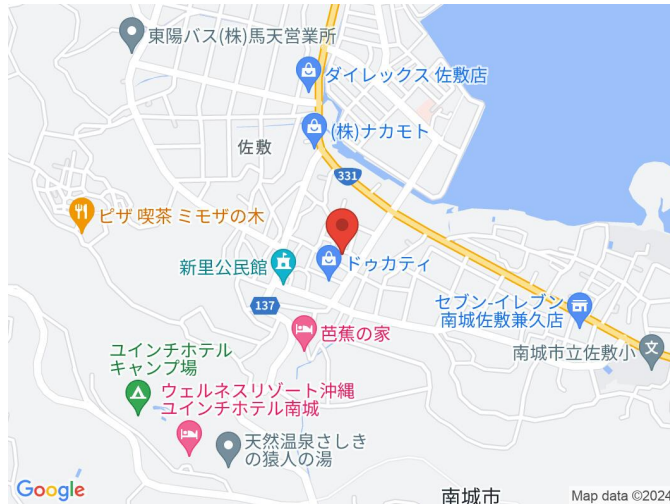 東陽バス(株)馬天営業所
ダイレックス 佐敷店
(株)ナカモト
佐敷
331
ピザ 喫茶 ミモザの木
新里公民館
ドゥカティ
137
セブン-イレブン
南城佐敷兼久店
芭蕉の家
文
南城市立佐敷小
ユインチホテル
キャンプ場
ウェルネスリゾート沖縄
ユインチホテル南城
天然温泉さしき
の猿人の湯
Google
南城市
Map data ©2024